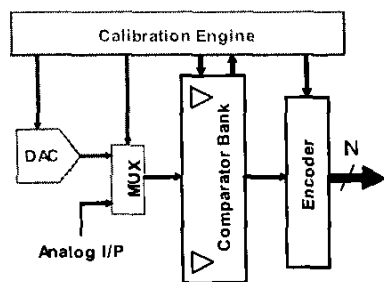 Calibration Engine
DAC
MUX
Analog I/P
Comparator Bank
Encoder
N